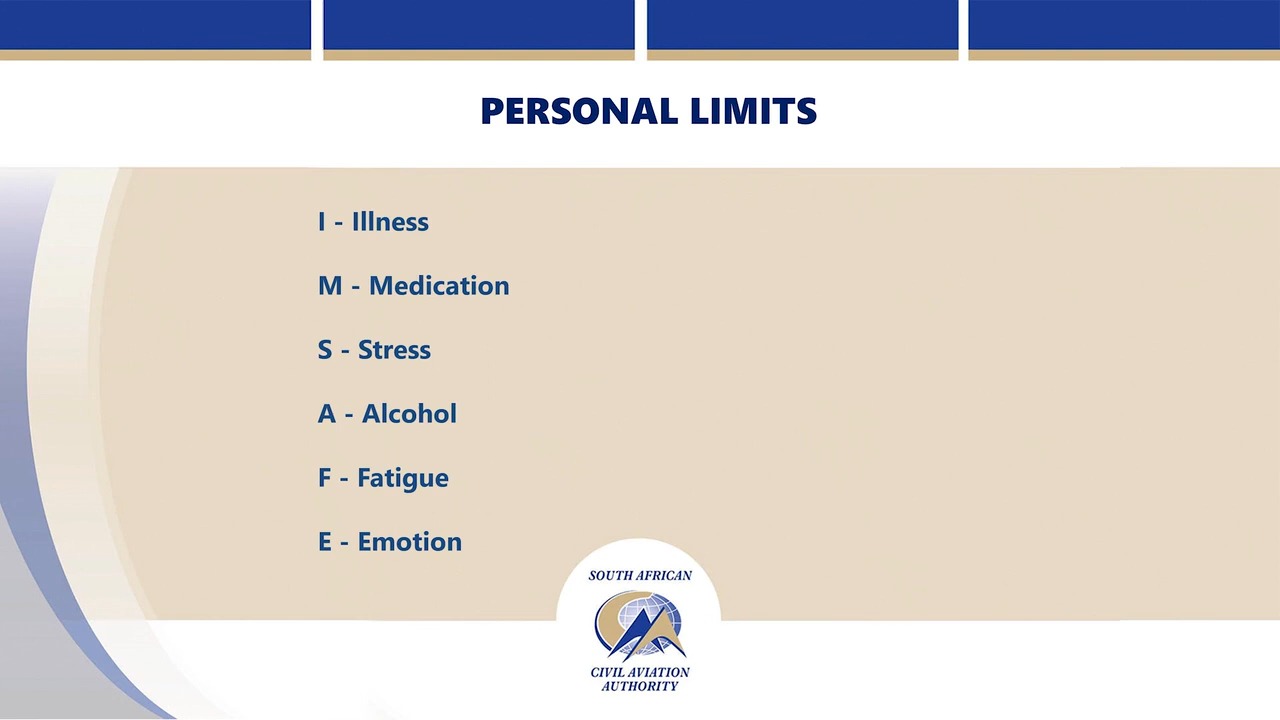 PERSONAL LIMITS
I - Illness
M - Medication
S - Stress
A - Alcohol
F - Fatigue
E - Emotion
SOUTH AFRICAN
CIVIL AVIATION
AUTHORITY